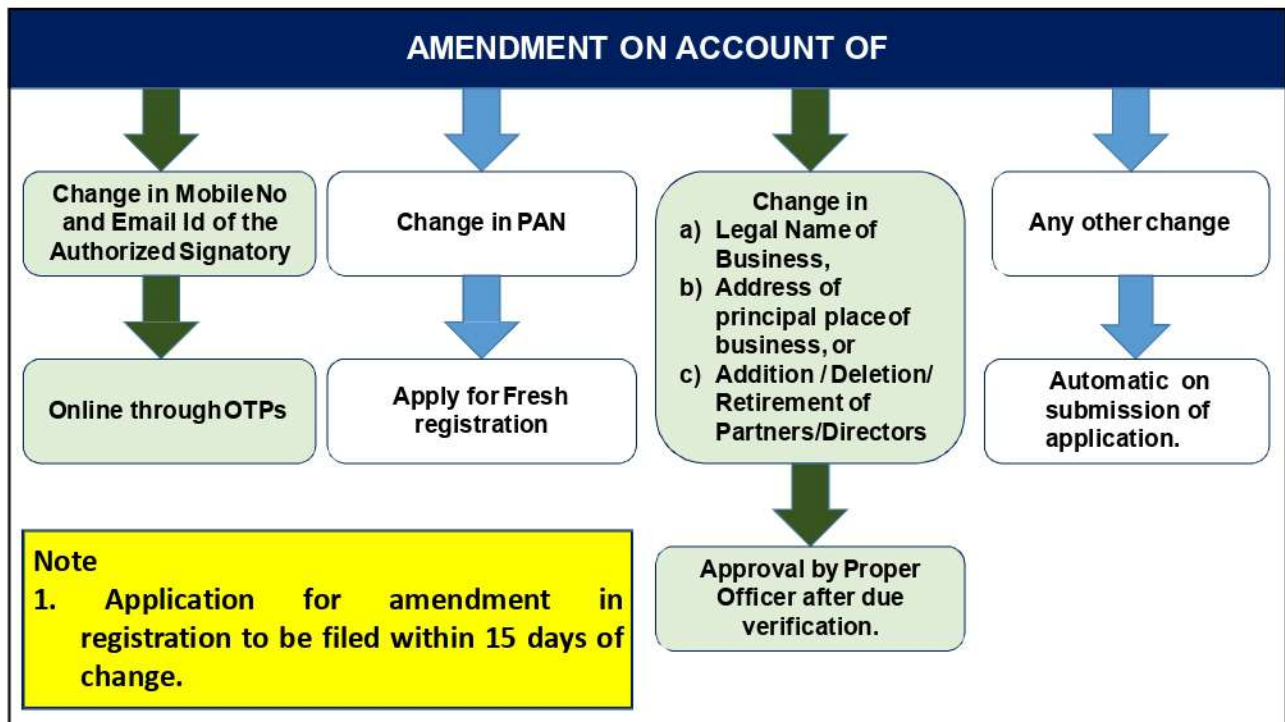 AMENDMENT ON ACCOUNT OF
Change in Mobile No
and Email Id of the
Authorized Signatory
Online through OTPs
Change in PAN
Apply for Fresh
registration
Change in
a) Legal Name of
Business,
b) Address of
principal place of
business, or
c) Addition / Deletion/
Retirement of
Partners/Directors
Approval by Proper
Officer after due
verification.
Any other change
Automatic on
submission of
application.
Note
1. Application for amendment in
registration to be filed within 15 days of
change.